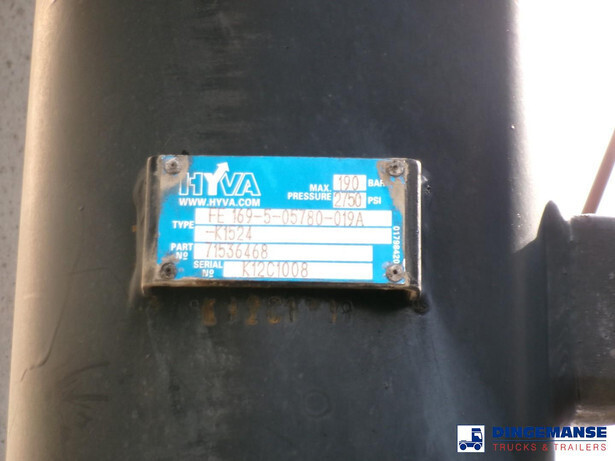 HYVA
WWW.HYVA.COM
MAX. 190 BAR
PRESSURE 2750 PSI
TYPE FE 169-5-05780-019A
-K1524
PART Nº 71536468
SERIAL Nº K12C1008
01798420
DINGEMANSE
TRUCKS & TRAILERS